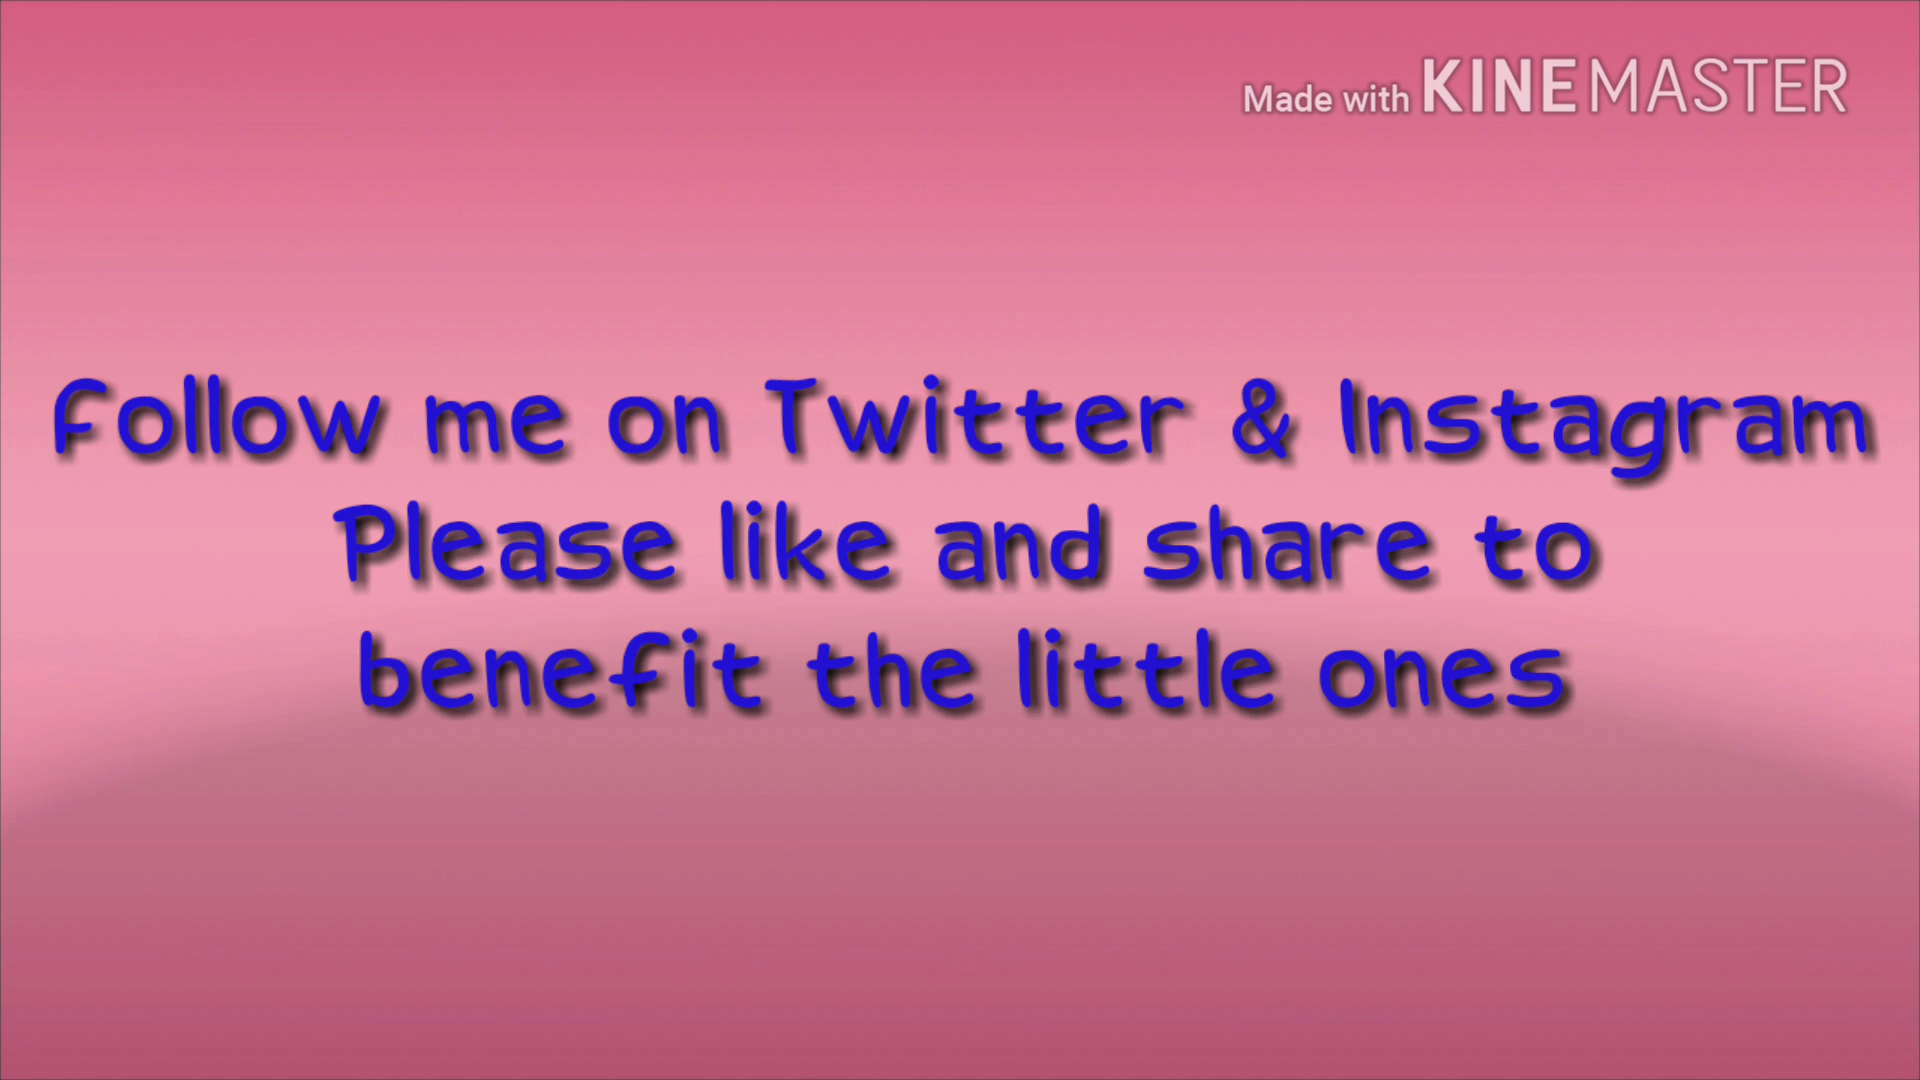 Made with KINEMASTER
Follow me on Twitter & Instagram
Please like and share to
benefit the little ones